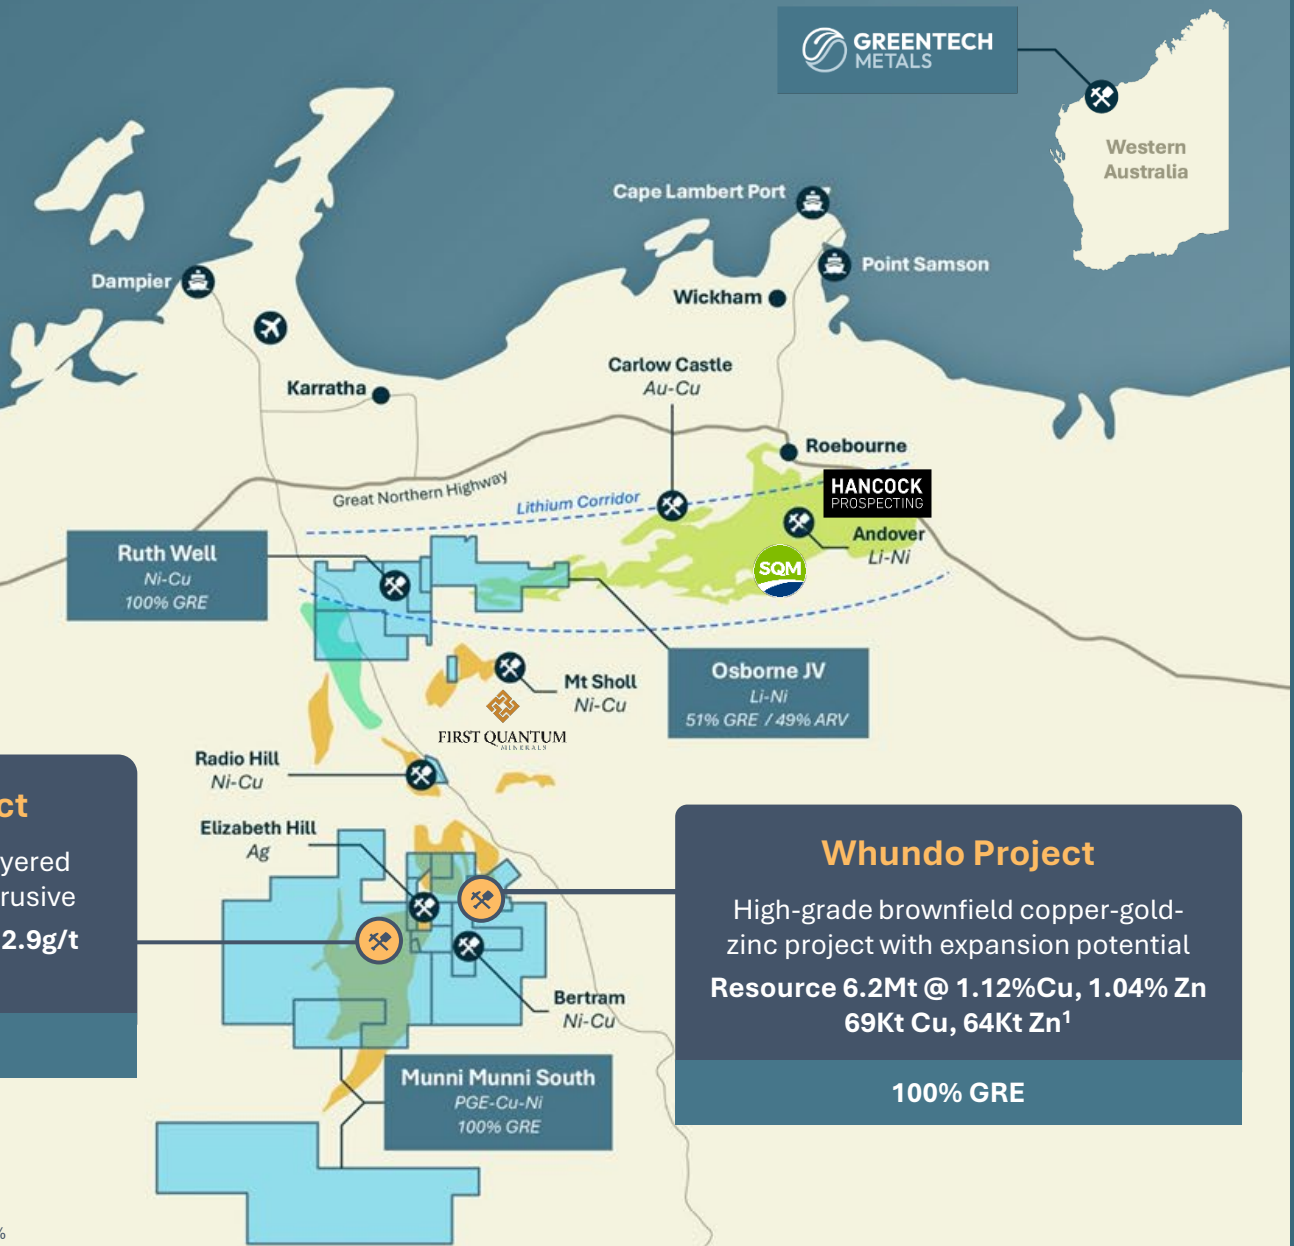 GREENTECH
METALS
Western
Australia
Cape Lambert Port
Point Samson
Dampier
Wickham
Carlow Castle
Au-Cu
Karratha
Roebourne
Great Northern Highway
Lithium Corridor
HANCOCK
PROSPECTING
Andover
Li-Ni
SQM
Ruth Well
Ni-Cu
100% GRE
Osborne JV
Li-Ni
51% GRE / 49% ARV
Mt Sholl
Ni-Cu
FIRST QUANTUM
MINERALS
Radio Hill
Ni-Cu
Elizabeth Hill
Ag
ct
yered
rusive
2.9g/t
Whundo Project
High-grade brownfield copper-gold-
zinc project with expansion potential
Resource 6.2Mt @ 1.12%Cu, 1.04% Zn
69Kt Cu, 64Kt Zn¹
100% GRE
Bertram
Ni-Cu
Munni Munni South
PGE-Cu-Ni
100% GRE
%